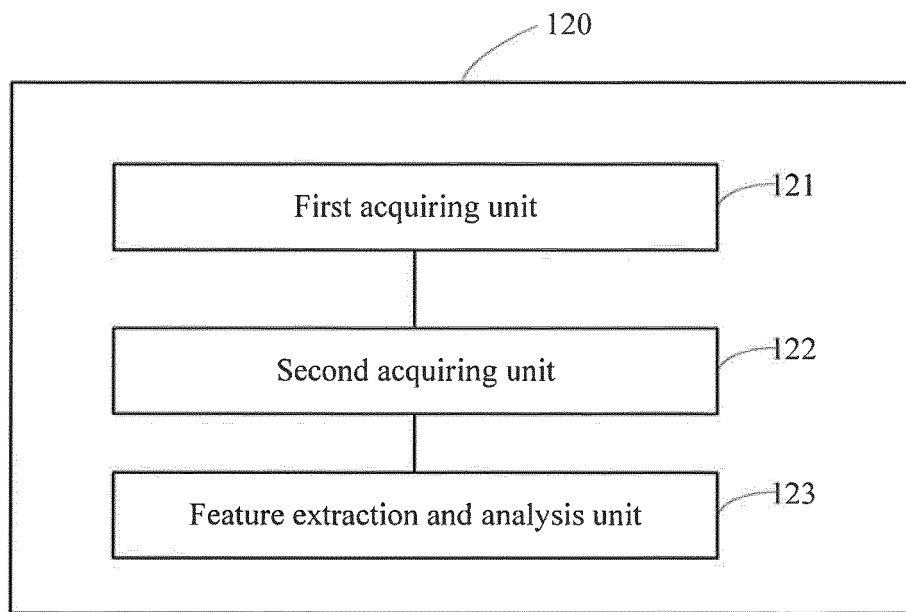 120
First acquiring unit
121
Second acquiring unit
122
Feature extraction and analysis unit
123